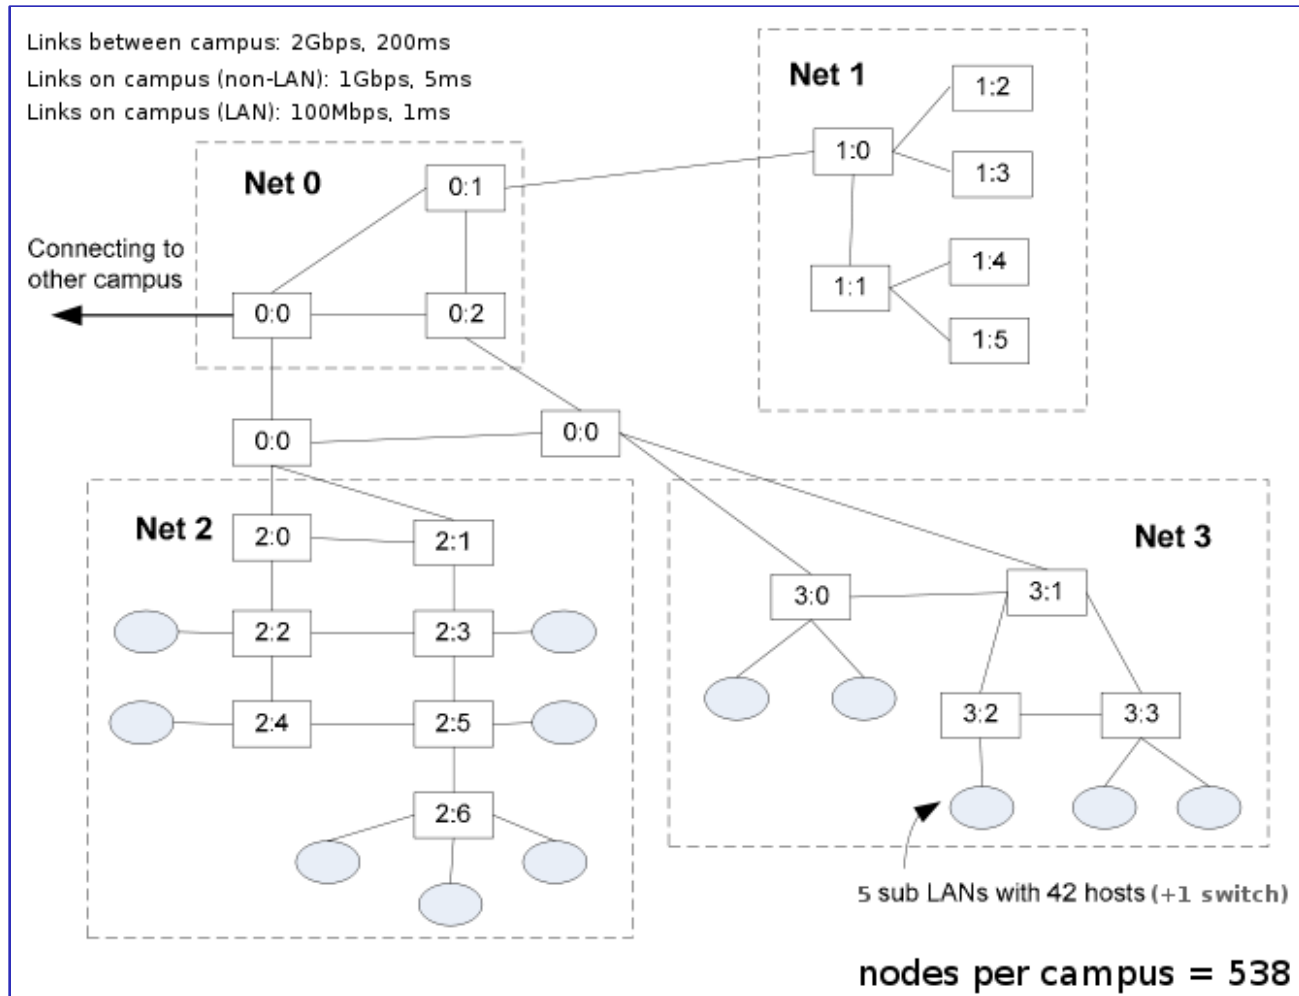 Links between campus: 2Gbps, 200ms
Links on campus (non-LAN): 1Gbps, 5ms
Links on campus (LAN): 100Mbps, 1ms
Net 0
0:1
Connecting to
other campus
0:0
0:2
Net 1
1:0
1:2
1:3
1:1
1:4
1:5
0:0
0:0
Net 2
2:0
2:1
2:2
2:3
2:4
2:5
2:6
Net 3
3:0
3:1
3:2
3:3
5 sub LANs with 42 hosts (+1 switch)
nodes per campus = 538